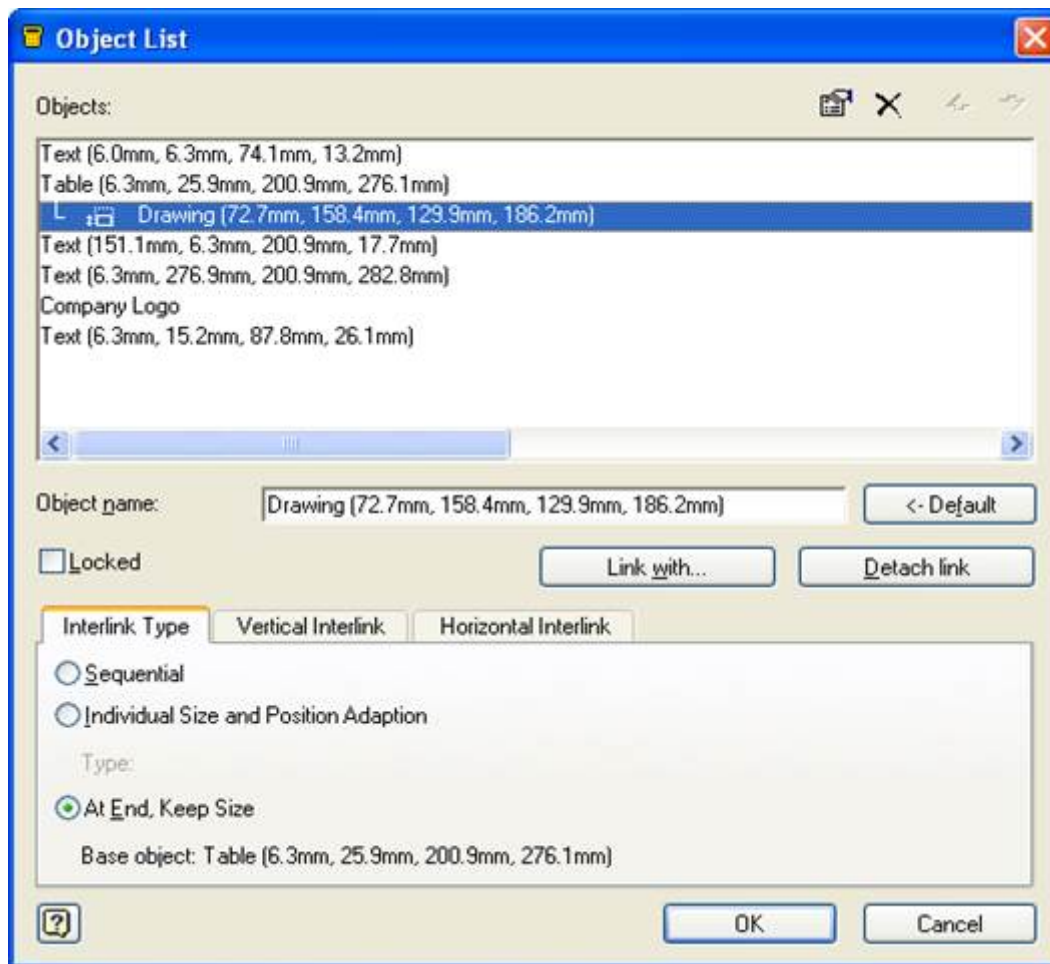 Object List
Objects:
Text (6.0mm, 6.3mm, 74.1mm, 13.2mm)
Table (6.3mm, 25.9mm, 200.9mm, 276.1mm)
Drawing (72.7mm, 158.4mm, 129.9mm, 186.2mm)
Text (151.1mm, 6.3mm, 200.9mm, 17.7mm)
Text (6.3mm, 276.9mm, 200.9mm, 282.8mm)
Company Logo
Text (6.3mm, 15.2mm, 87.8mm, 26.1mm)
Object name: Drawing (72.7mm, 158.4mm, 129.9mm, 186.2mm) <- Default
Locked Link with... Detach link
Interlink Type Vertical Interlink Horizontal Interlink
Sequential
Individual Size and Position Adaption
Type:
At End, Keep Size
Base object: Table (6.3mm, 25.9mm, 200.9mm, 276.1mm)
OK Cancel